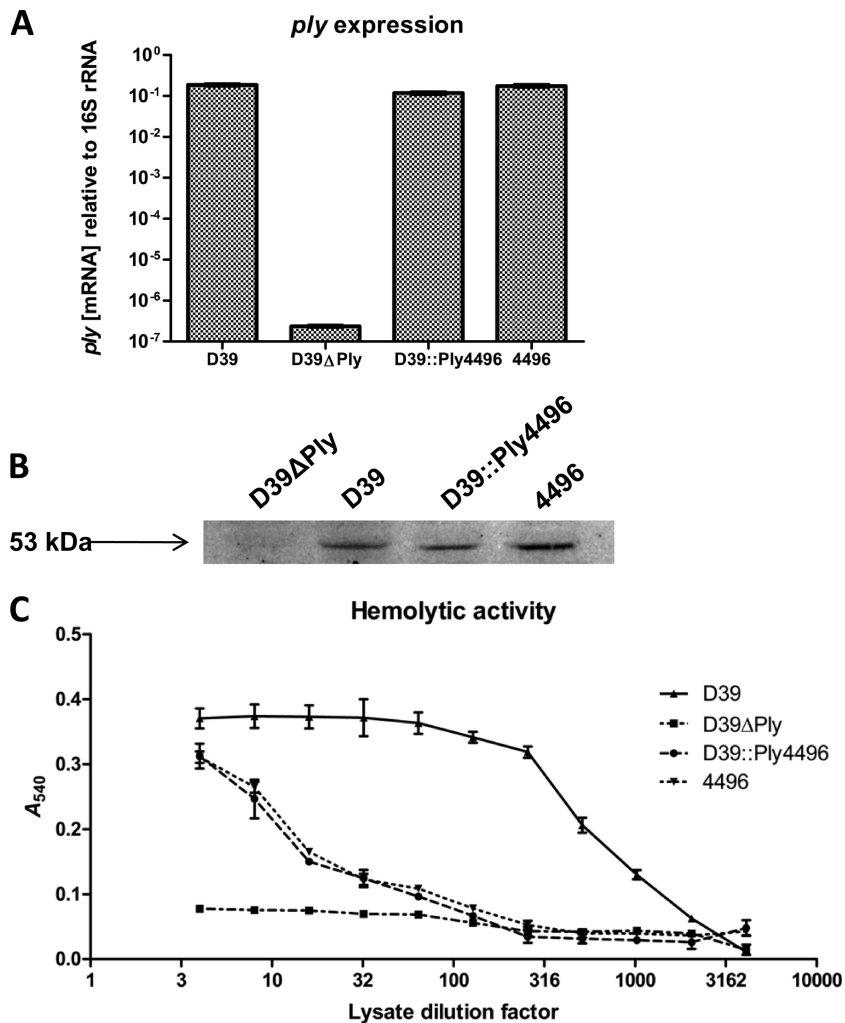 A
ply expression
ply [mRNA] relative to 16S rRNA
10⁰
10⁻¹
10⁻²
10⁻³
10⁻⁴
10⁻⁵
10⁻⁶
10⁻⁷
D39 D39ΔPly D39::Ply4496 4496
B
D39ΔPly D39 D39::Ply4496 4496
53 kDa
C
Hemolytic activity
A₅₄₀
0.5
0.4
0.3
0.2
0.1
0.0
D39
D39ΔPly
D39::Ply4496
4496
1 3 10 32 100 316 1000 3162 10000
Lysate dilution factor